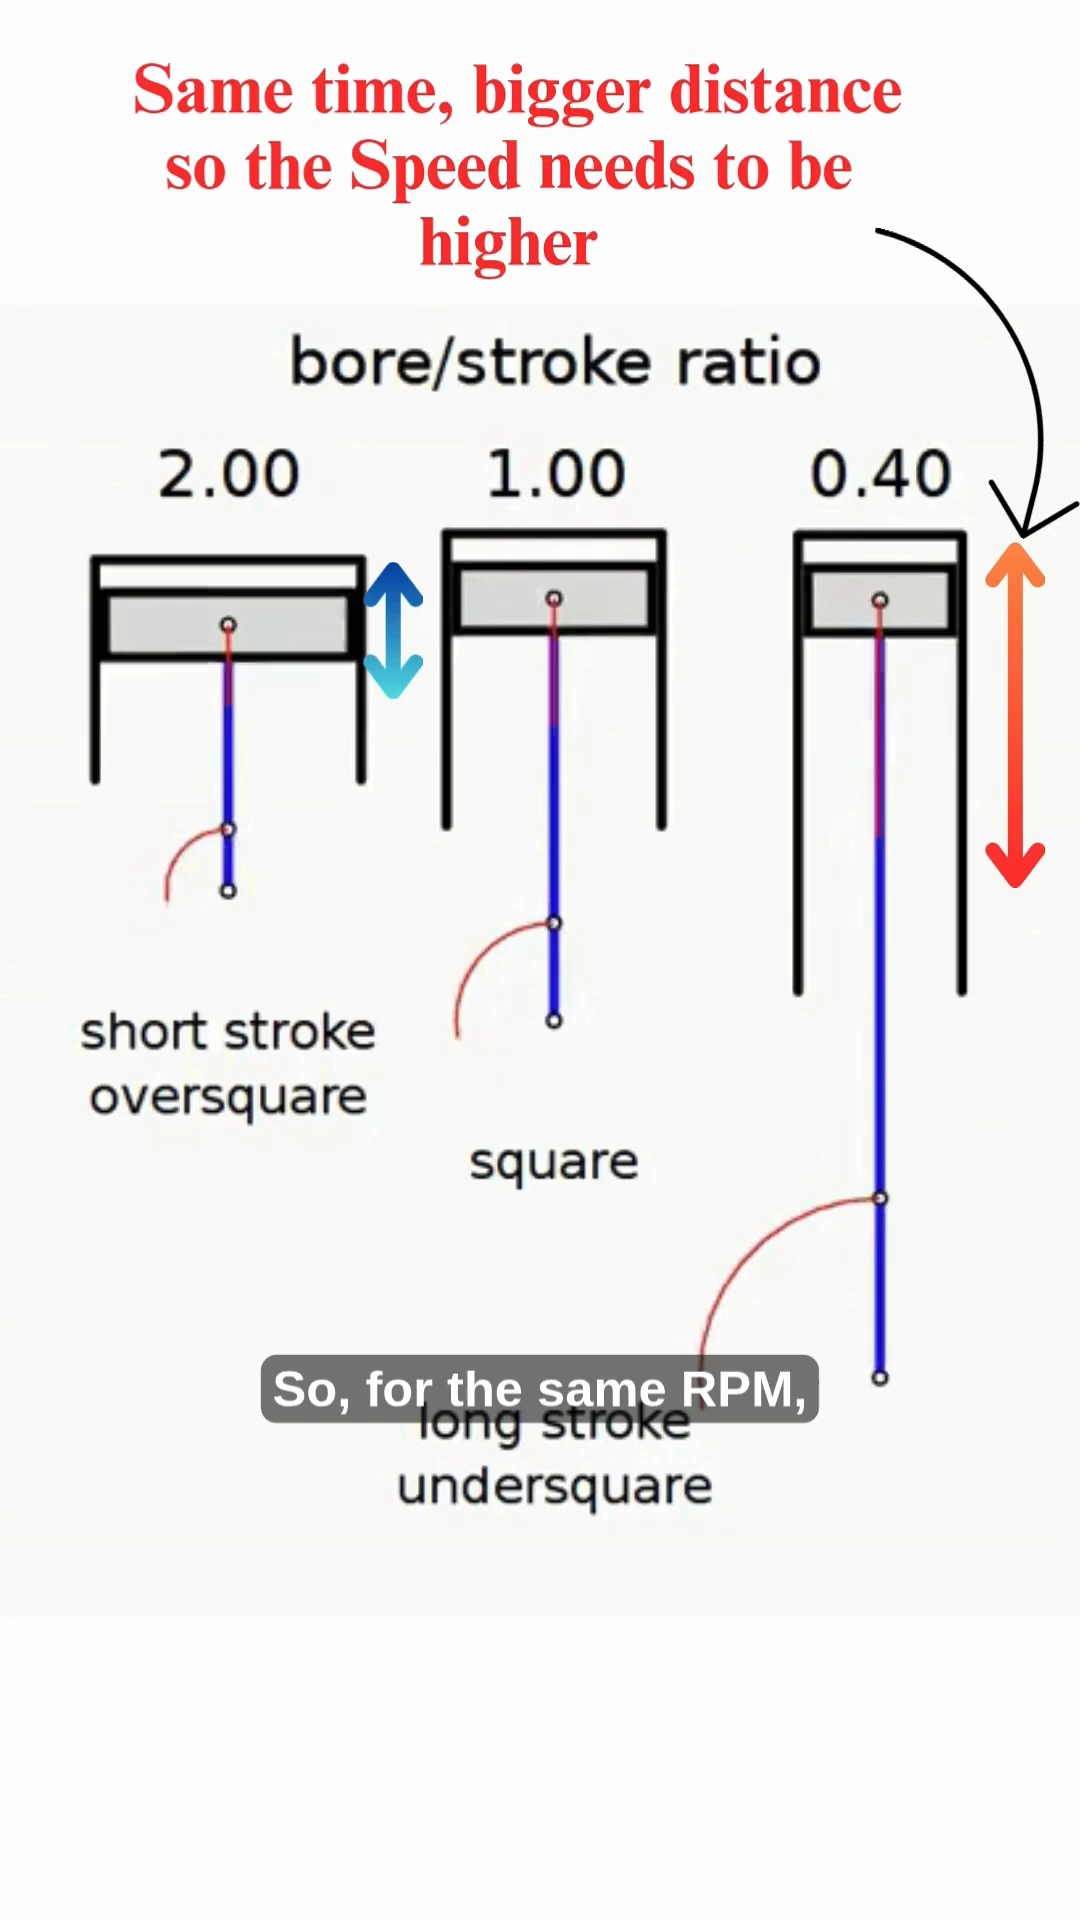 Same time, bigger distance
so the Speed needs to be
higher
bore/stroke ratio
2.00
1.00
0.40
short stroke
oversquare
square
So, for the same RPM,
long stroke
undersquare